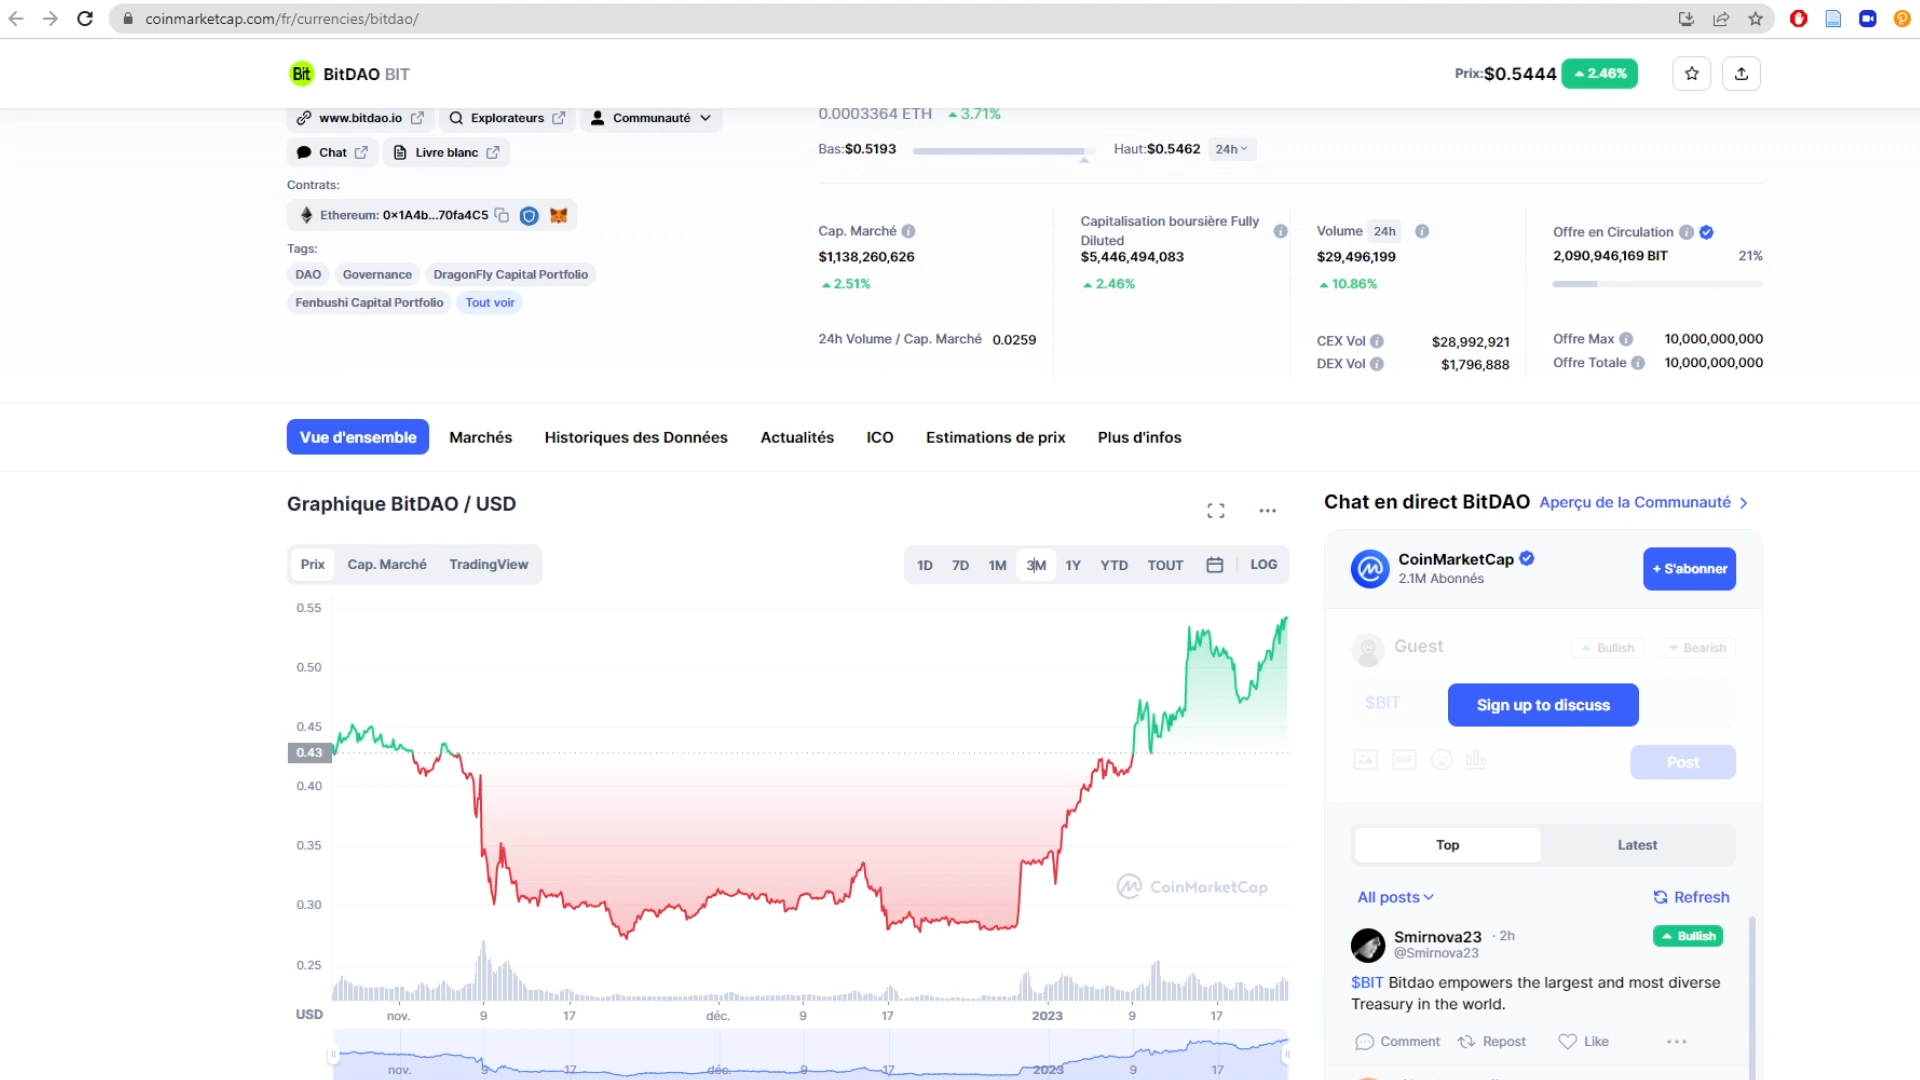 coinmarketcap.com/fr/currencies/bitdao/
Bit BitDAO BIT
Prix:$0.5444 2.46%
www.bitdao.io Explorateurs Communauté
0.0003364 ETH 3.71%
Chat Livre blanc
Bas:$0.5193 Haut:$0.5462 24h
Contrats:
Ethereum: 0x1A4b...70fa4C5
Tags:
DAO Governance DragonFly Capital Portfolio
Fenbushi Capital Portfolio Tout voir
Cap. Marché
$1,138,260,626
2.51%
24h Volume / Cap. Marché 0.0259
Capitalisation boursière Fully
Diluted
$5,446,494,083
2.46%
Volume 24h
$29,496,199
10.86%
CEX Vol $28,992,921
DEX Vol $1,796,888
Offre en Circulation
2,090,946,169 BIT 21%
Offre Max 10,000,000,000
Offre Totale 10,000,000,000
Vue d'ensemble Marchés Historiques des Données Actualités ICO Estimations de prix Plus d'infos
Graphique BitDAO / USD
Prix Cap. Marché TradingView
1D 7D 1M 3M 1Y YTD TOUT LOG
0.55
0.50
0.45
0.43
0.40
0.35
0.30
0.25
CoinMarketCap
USD nov. 9 17 déc. 9 17 2023 9 17
nov. 9 17 déc. 9 17 2023 9 17
Chat en direct BitDAO Aperçu de la Communauté
CoinMarketCap
2.1M Abonnés
+ S'abonner
Guest Bullish Bearish
$BIT
Sign up to discuss
GIF
Post
Top Latest
All posts Refresh
Smirnova23 · 2h
@Smirnova23
Bullish
$BIT Bitdao empowers the largest and most diverse
Treasury in the world.
Comment Repost Like